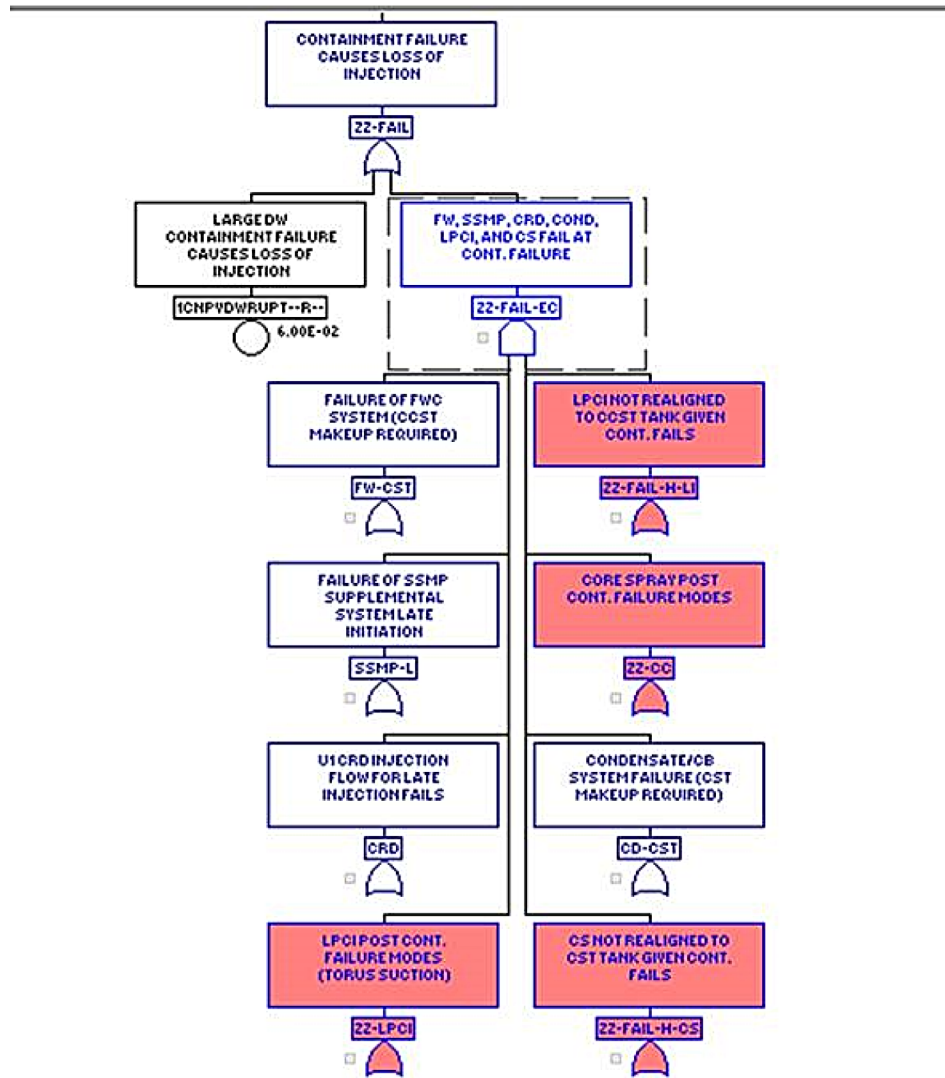 CONTAINMENT FAILURE
CAUSES LOSS OF
INJECTION
ZZ-FAIL
LARGE DW
CONTAINMENT FAILURE
CAUSES LOSS OF
INJECTION
1CNPVDWRUPT--R--
6.00E-02
FW, SSMP, CRD, COND,
LPCI, AND CS FAIL AT
CONT. FAILURE
ZZ-FAIL-EC
FAILURE OF FWC
SYSTEM (CCST
MAKEUP REQUIRED)
FW-CST
LPCI NOT REALIGNED
TO CCST TANK GIVEN
CONT. FAILS
ZZ-FAIL-H-LI
FAILURE OF SSMP
SUPPLEMENTAL
SYSTEM LATE
INITIATION
SSMP-L
CORE SPRAY POST
CONT. FAILURE MODES
ZZ-CC
U1 CRD INJECTION
FLOW FOR LATE
INJECTION FAILS
CRD
CONDENSATE/CB
SYSTEM FAILURE (CST
MAKEUP REQUIRED)
CD-CST
LPCI POST CONT.
FAILURE MODES
(TORUS SUCTION)
ZZ-LPCI
CS NOT REALIGNED TO
CST TANK GIVEN CONT.
FAILS
ZZ-FAIL-H-CS